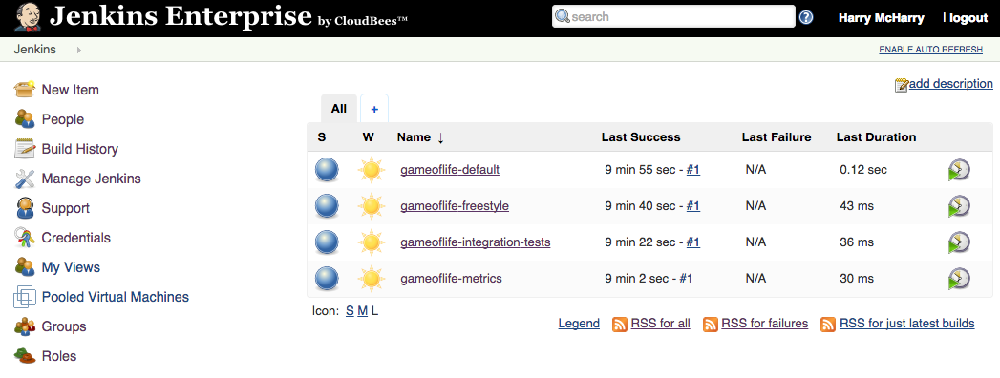 Jenkins Enterprise by CloudBees™
search
Harry McHarry | logout
Jenkins
ENABLE AUTO REFRESH
New Item
People
Build History
Manage Jenkins
Support
Credentials
My Views
Pooled Virtual Machines
Groups
Roles
add description
All +
S W Name ↓ Last Success Last Failure Last Duration
gameoflife-default 9 min 55 sec - #1 N/A 0.12 sec
gameoflife-freestyle 9 min 40 sec - #1 N/A 43 ms
gameoflife-integration-tests 9 min 22 sec - #1 N/A 36 ms
gameoflife-metrics 9 min 2 sec - #1 N/A 30 ms
Icon: S M L
Legend RSS for all RSS for failures RSS for just latest builds